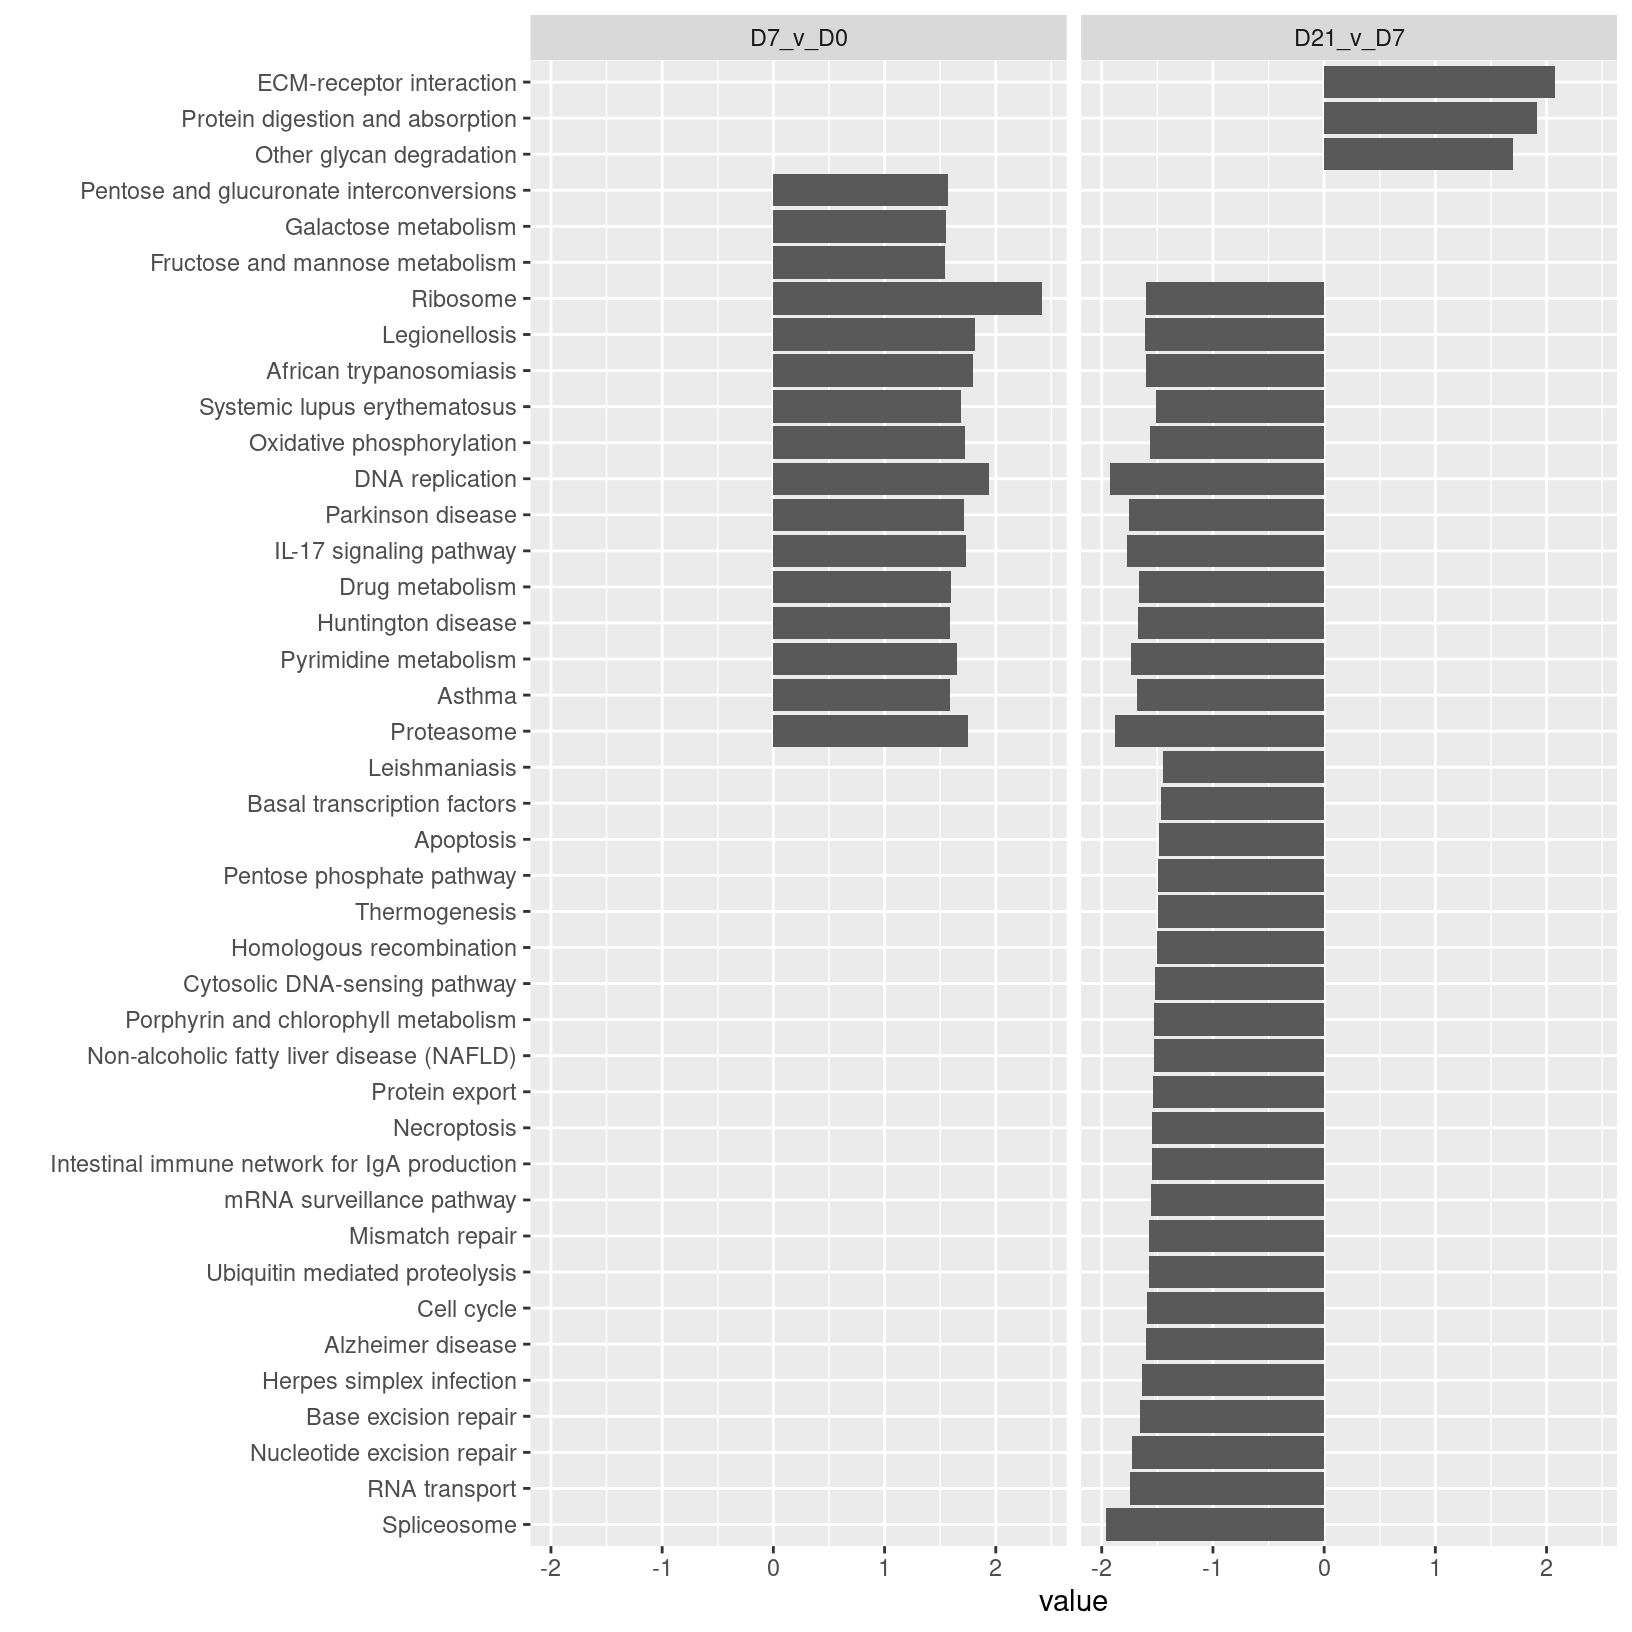 D7_v_D0
D21_v_D7
ECM-receptor interaction
Protein digestion and absorption
Other glycan degradation
Pentose and glucuronate interconversions
Galactose metabolism
Fructose and mannose metabolism
Ribosome
Legionellosis
African trypanosomiasis
Systemic lupus erythematosus
Oxidative phosphorylation
DNA replication
Parkinson disease
IL-17 signaling pathway
Drug metabolism
Huntington disease
Pyrimidine metabolism
Asthma
Proteasome
Leishmaniasis
Basal transcription factors
Apoptosis
Pentose phosphate pathway
Thermogenesis
Homologous recombination
Cytosolic DNA-sensing pathway
Porphyrin and chlorophyll metabolism
Non-alcoholic fatty liver disease (NAFLD)
Protein export
Necroptosis
Intestinal immune network for IgA production
mRNA surveillance pathway
Mismatch repair
Ubiquitin mediated proteolysis
Cell cycle
Alzheimer disease
Herpes simplex infection
Base excision repair
Nucleotide excision repair
RNA transport
Spliceosome
-2 -1 0 1 2
-2 -1 0 1 2
value